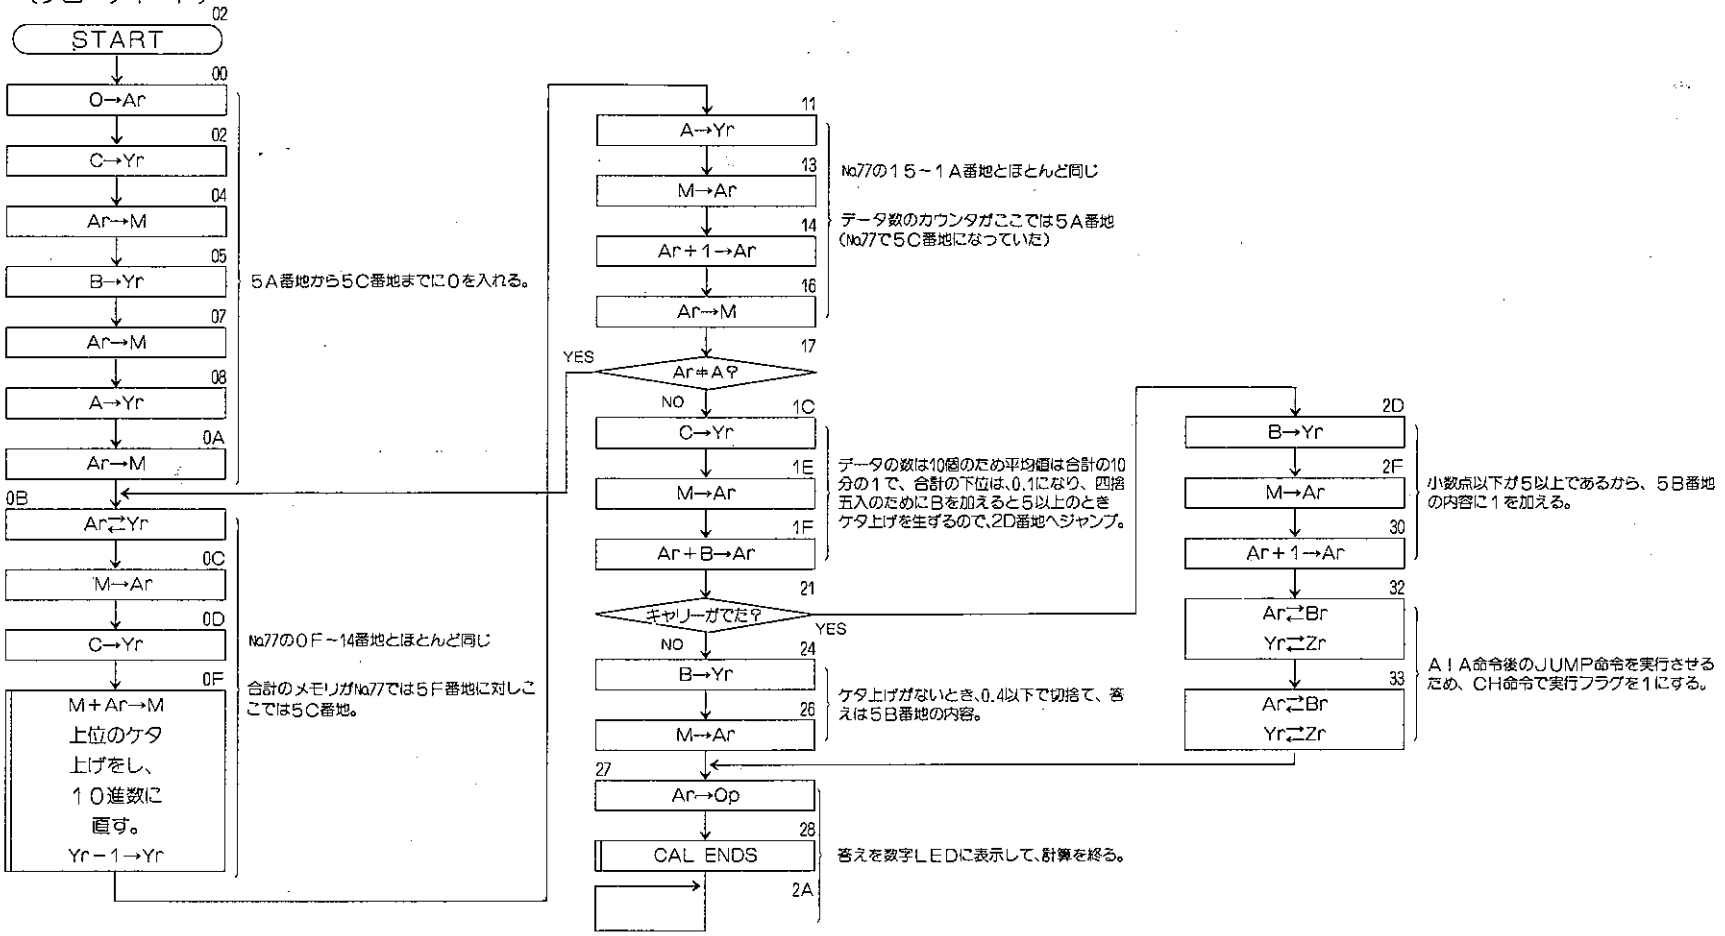 02
START
00
0→Ar
02
C→Yr
04
Ar→M
05
B→Yr
07
Ar→M
08
A→Yr
0A
Ar→M
5A番地から5C番地までに0を入れる。
0B
Ar⇄Yr
0C
M→Ar
0D
C→Yr
0F
M+Ar→M
上位のケタ
上げをし、
10進数に
直す。
Yr-1→Yr
No.77の0F~14番地とほとんど同じ
合計のメモリがNo.77では5F番地に対しこ
こでは5C番地。
11
A→Yr
13
M→Ar
14
Ar+1→Ar
16
Ar→M
No.77の15~1A番地とほとんど同じ
データ数のカウンタがここでは5A番地
(No.77で5C番地になっていた)
17
YES
Ar≠A?
NO
1C
C→Yr
1E
M→Ar
1F
Ar+B→Ar
データの数は10個のため平均値は合計の10
分の1で、合計の下位は、0.1になり、四捨
五入のためにBを加えると5以上のとき
ケタ上げを生ずるので、2D番地へジャンプ。
21
キャリーがでた?
YES
NO
24
B→Yr
26
M→Ar
ケタ上げがないとき、0.4以下で切捨て、答
えは5B番地の内容。
27
Ar→Op
28
CAL ENDS
2A
答えを数字LEDに表示して、計算を終る。
2D
B→Yr
2F
M→Ar
30
Ar+1→Ar
小数点以下が5以上であるから、5B番地
の内容に1を加える。
32
Ar⇄Br
Yr⇄Zr
33
Ar⇄Br
Yr⇄Zr
AIA命令後のJUMP命令を実行させる
ため、CH命令で実行フラグを1にする。